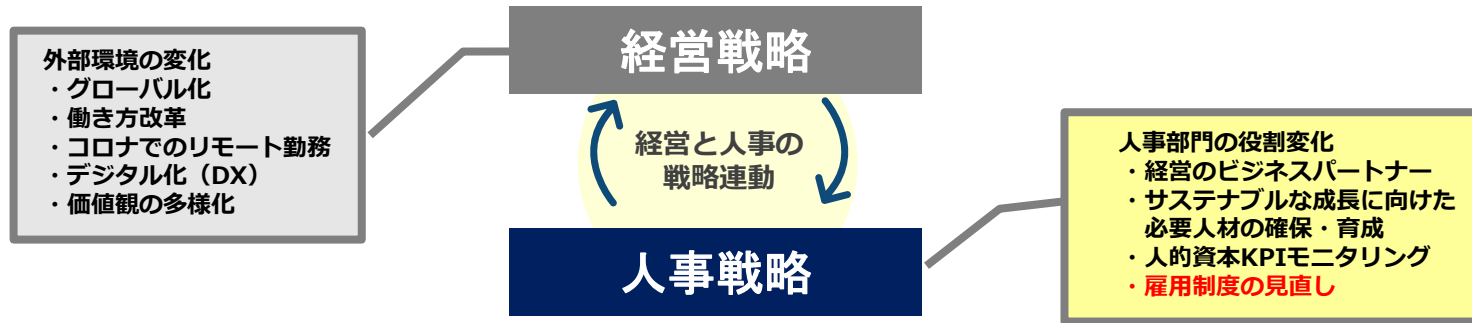 経営戦略
外部環境の変化
・グローバル化
・働き方改革
・コロナでのリモート勤務
・デジタル化（DX）
・価値観の多様化
経営と人事の
戦略連動
人事部門の役割変化
・経営のビジネスパートナー
・サステナブルな成長に向けた
必要人材の確保・育成
・人的資本KPIモニタリング
・雇用制度の見直し
人事戦略